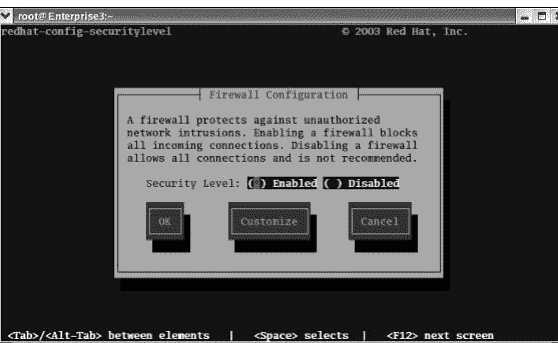 root@Enterprise3:~
redhat-config-securitylevel © 2003 Red Hat, Inc.
Firewall Configuration
A firewall protects against unauthorized
network intrusions. Enabling a firewall blocks
all incoming connections. Disabling a firewall
allows all connections and is not recommended.
Security Level: ( ) Enabled ( ) Disabled
OK Customize Cancel
<Tab>/<Alt-Tab> between elements | <Space> selects | <F12> next screen